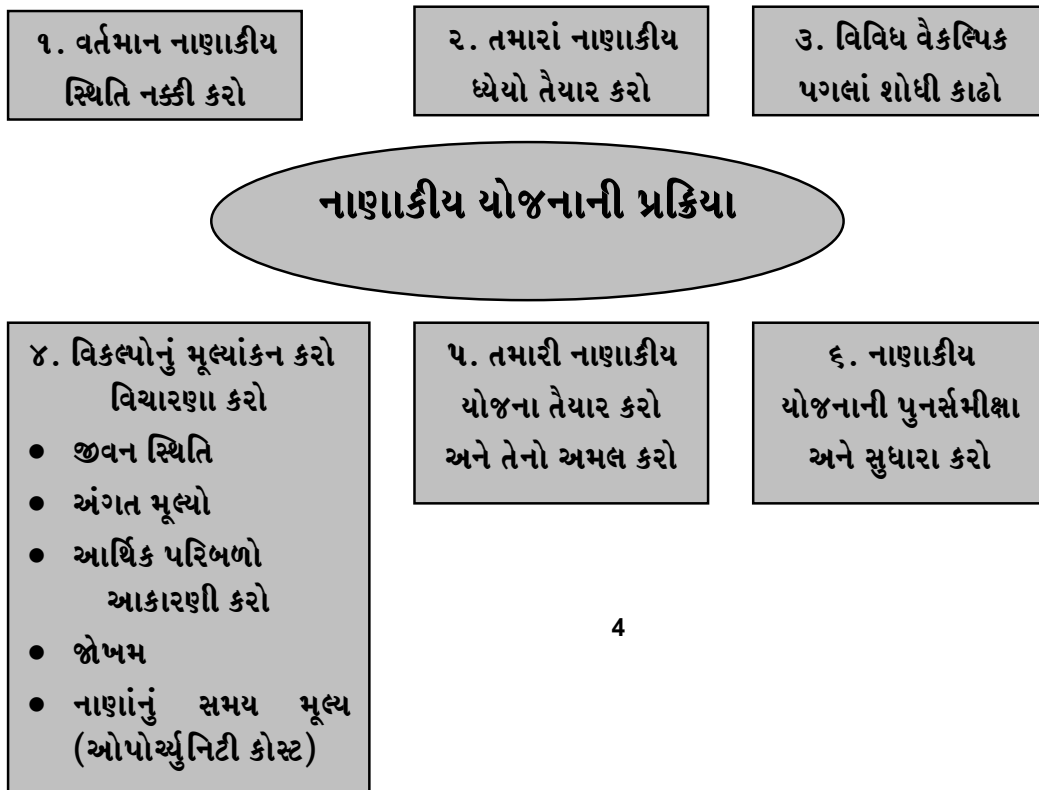 ૧. વર્તમાન નાણાકીય
સ્થિતિ નક્કી કરો
૨. તમારાં નાણાકીય
ધ્યેયો તૈયાર કરો
૩. વિવિધ વૈકલ્પિક
પગલાં શોધી કાઢો
નાણાકીય યોજનાની પ્રક્રિયા
૪. વિકલ્પોનું મૂલ્યાંકન કરો
વિચારણા કરો
• જીવન સ્થિતિ
• અંગત મૂલ્યો
• આર્થિક પરિબળો
આકારણી કરો
• જોખમ
• નાણાંનું સમય મૂલ્ય
(ઓપોર્ચ્યુનિટી કોસ્ટ)
૫. તમારી નાણાકીય
યોજના તૈયાર કરો
અને તેનો અમલ કરો
૬. નાણાકીય
યોજનાની પુનર્સમીક્ષા
અને સુધારા કરો
4